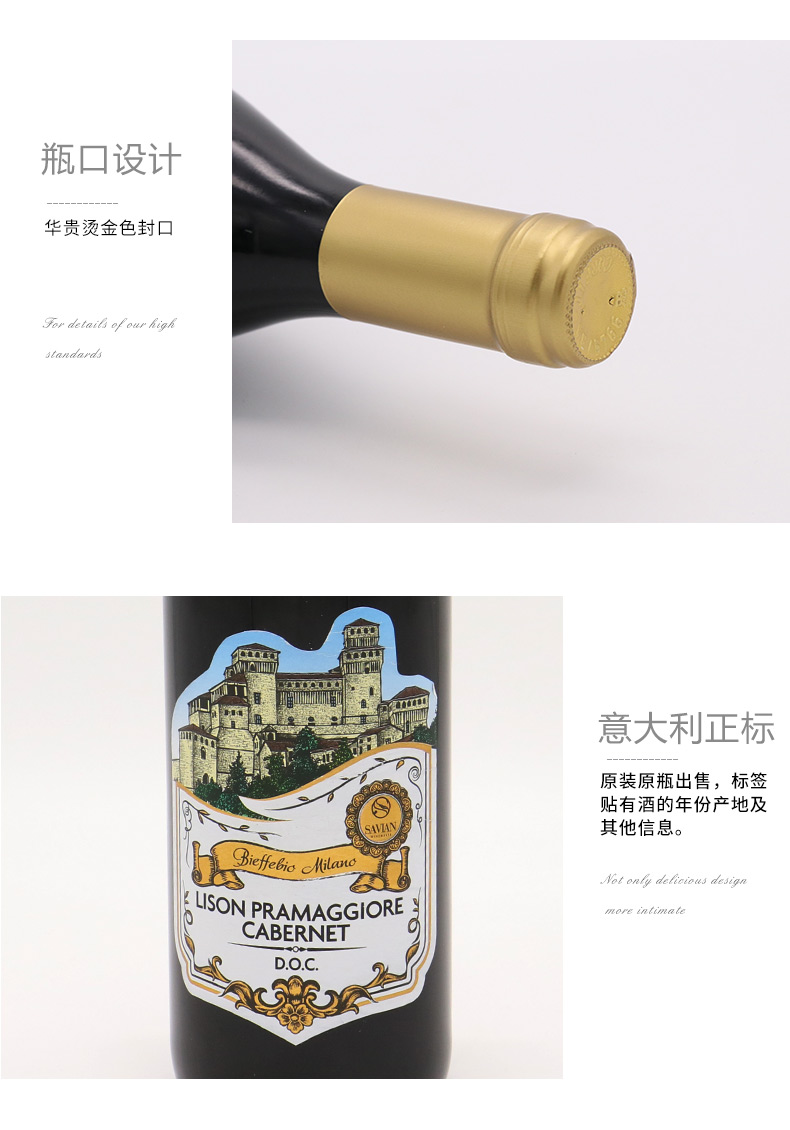 瓶口设计
华贵烫金色封口
For details of our high
standards
SAVIAN
Bieffebio Milano
LISON PRAMAGGIORE
CABERNET
D.O.C.
意大利正标
原装原瓶出售，标签
贴有酒的年份产地及
其他信息。
Not only delicious design
more intimate